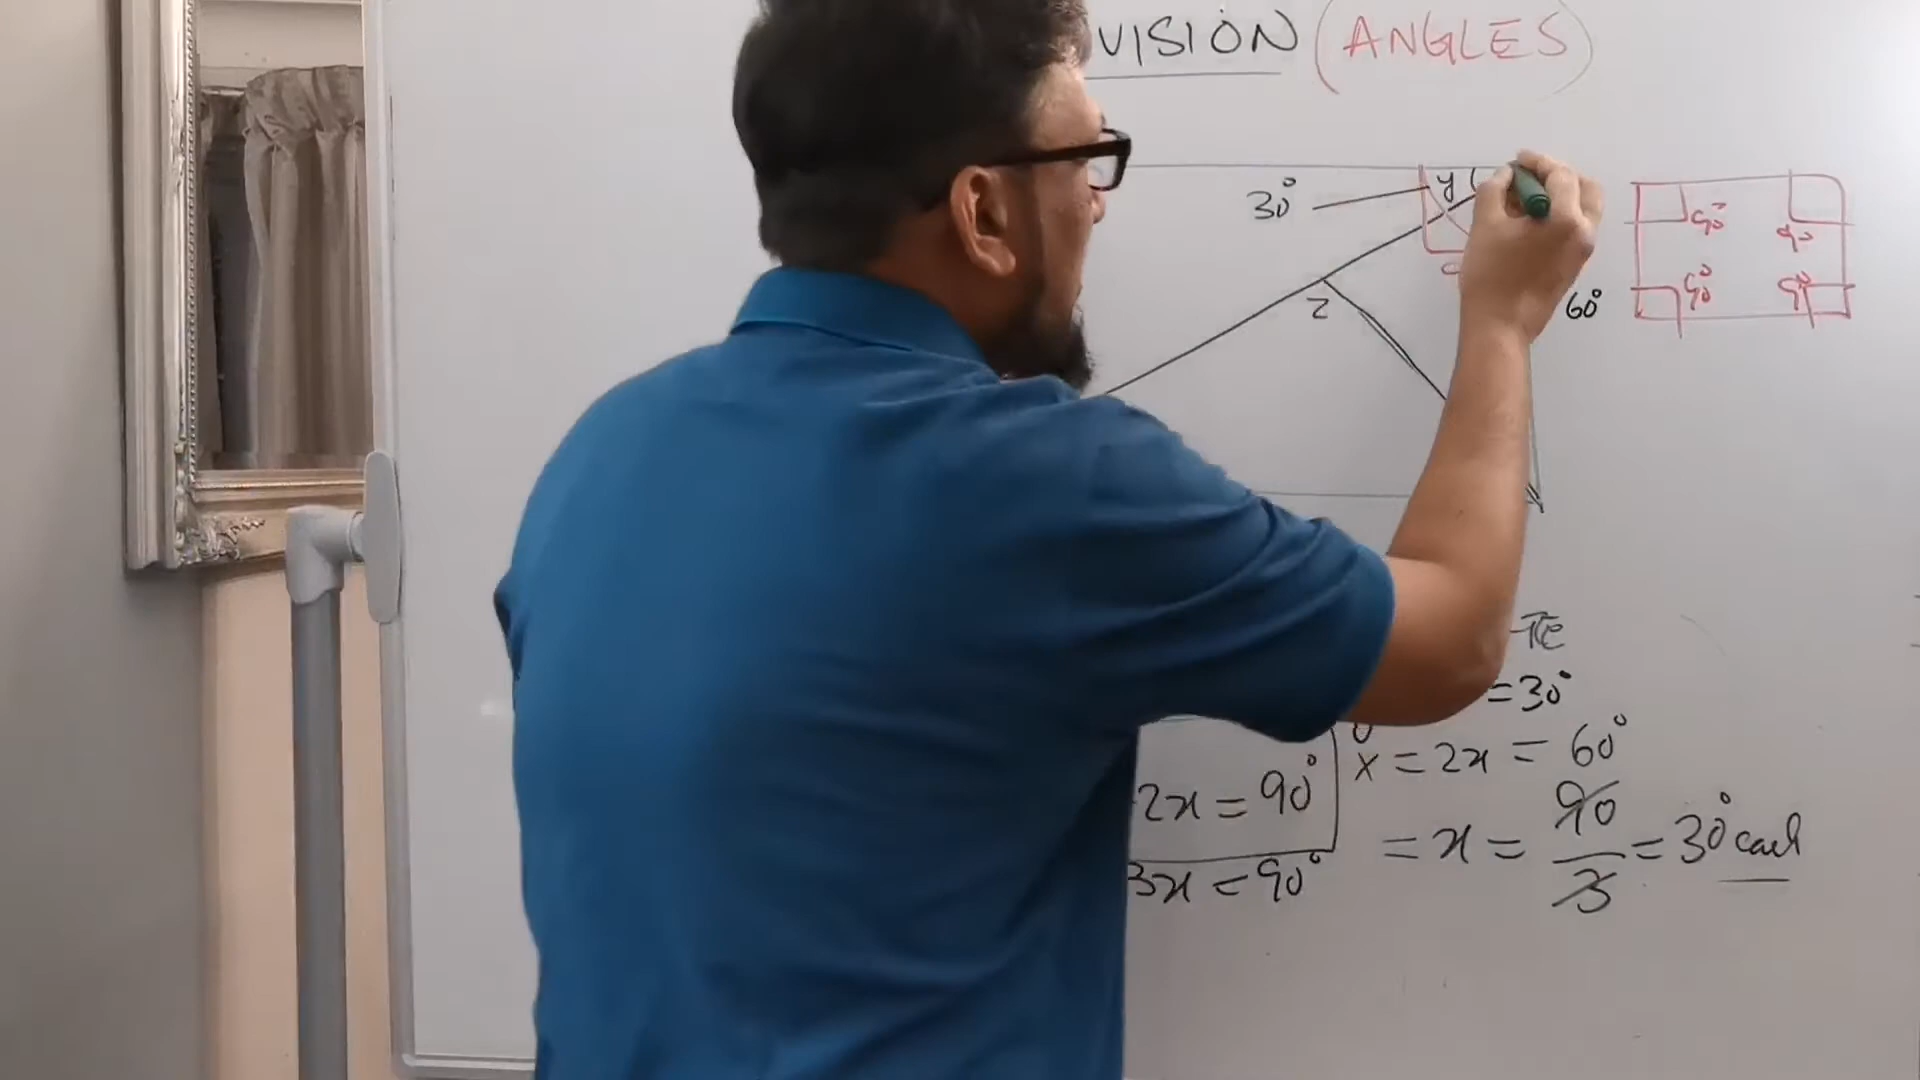 VISION (ANGLES)
30° y
z
60°
90° 90
90° 90
=30°
x = 2x = 60°
2x = 90°
= x = 90/3 = 30° each
3x = 90°